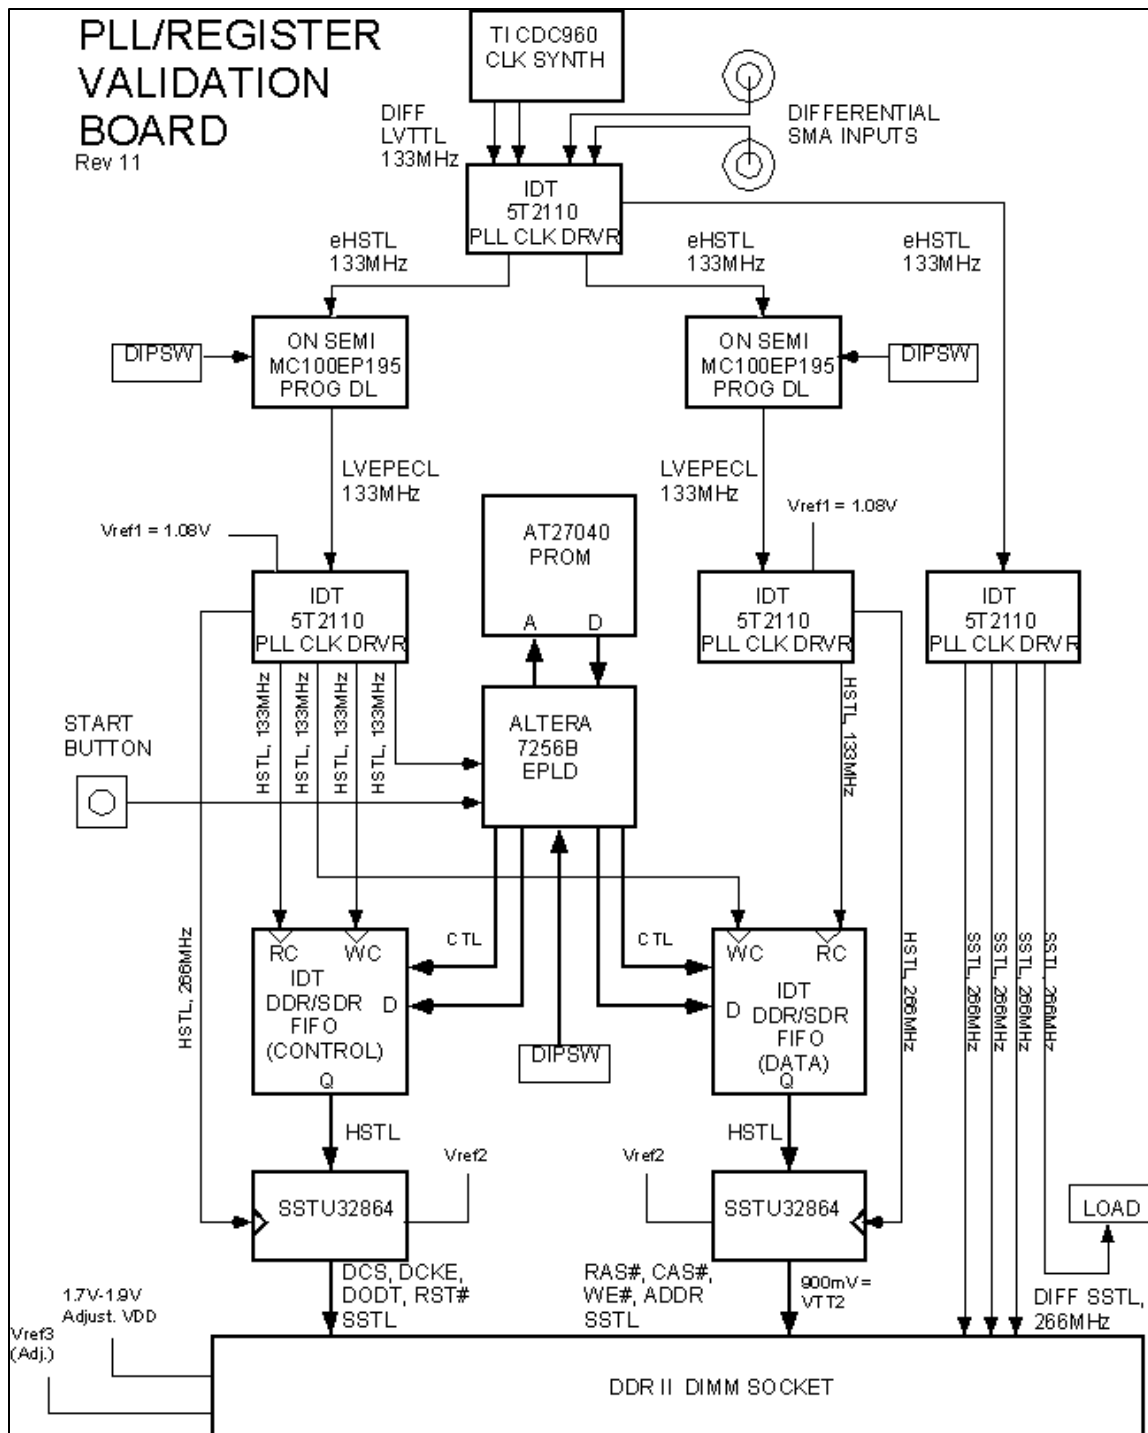 PLL/REGISTER
VALIDATION
BOARD
Rev 11
TI CDC960
CLK SYNTH
DIFF
LVTTL
133MHz
DIFFERENTIAL
SMA INPUTS
IDT
5T2110
PLL CLK DRVR
eHSTL
133MHz
eHSTL
133MHz
eHSTL
133MHz
DIPSW
ON SEMI
MC100EP195
PROG DL
ON SEMI
MC100EP195
PROG DL
DIPSW
LVEPECL
133MHz
LVEPECL
133MHz
Vref1 = 1.08V
Vref1 = 1.08V
AT27040
PROM
A D
IDT
5T2110
PLL CLK DRVR
IDT
5T2110
PLL CLK DRVR
IDT
5T2110
PLL CLK DRVR
HSTL, 133MHz
HSTL, 133MHz
HSTL, 133MHz
HSTL, 133MHz
HSTL, 133MHz
START
BUTTON
ALTERA
7256B
EPLD
HSTL, 266MHz
RC WC
IDT
DDR/SDR
FIFO
(CONTROL)
D
Q
CTL
CTL
DIPSW
WC RC
IDT
D DDR/SDR
FIFO
(DATA)
Q
HSTL, 266MHz
SSTL, 266MHz
SSTL, 266MHz
SSTL, 266MHz
SSTL, 266MHz
HSTL
HSTL
Vref2
Vref2
SSTU32864
SSTU32864
LOAD
DCS, DCKE,
DODT, RST#
SSTL
RAS#, CAS#,
WE#, ADDR
SSTL
900mV =
VTT2
DIFF SSTL,
266MHz
1.7V-1.9V
Adjust. VDD
Vref3
(Adj.)
DDR II DIMM SOCKET